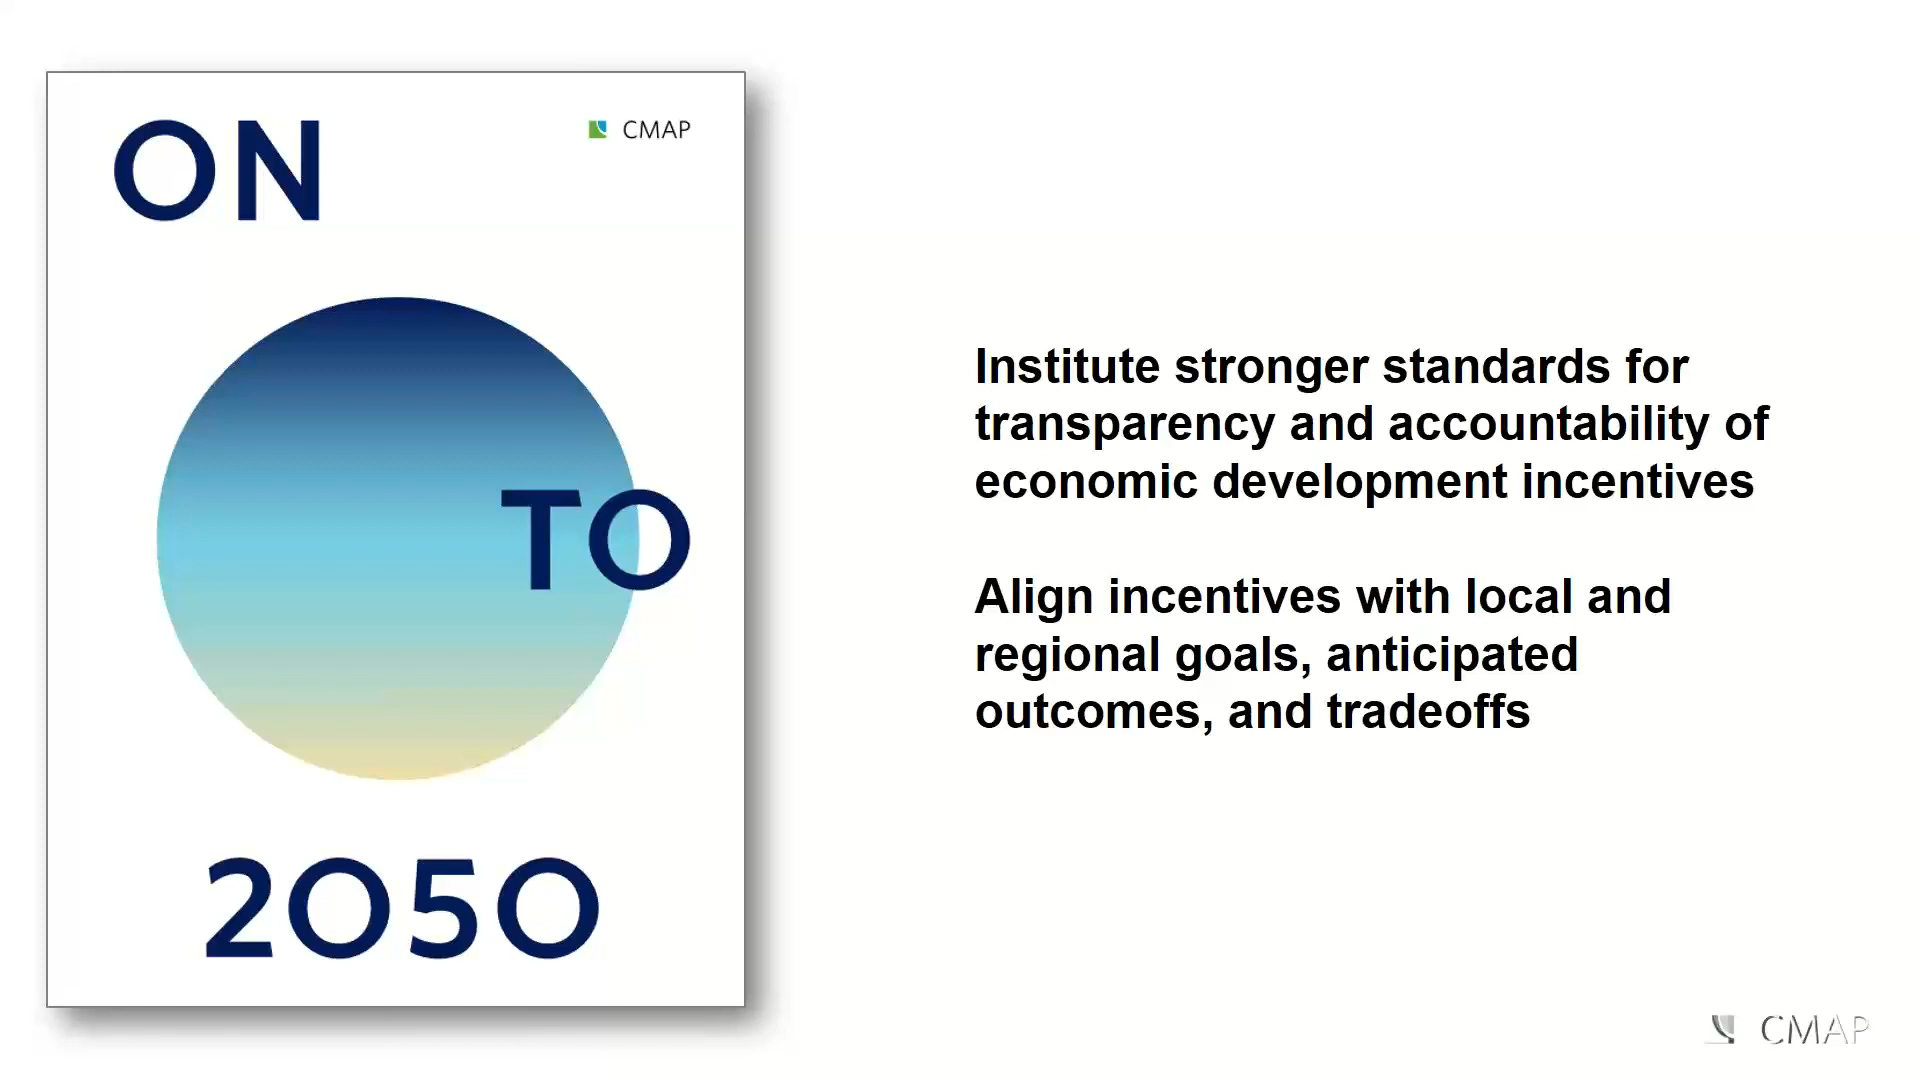 ON
CMAP
TO
2050
Institute stronger standards for
transparency and accountability of
economic development incentives
Align incentives with local and
regional goals, anticipated
outcomes, and tradeoffs
CMAP